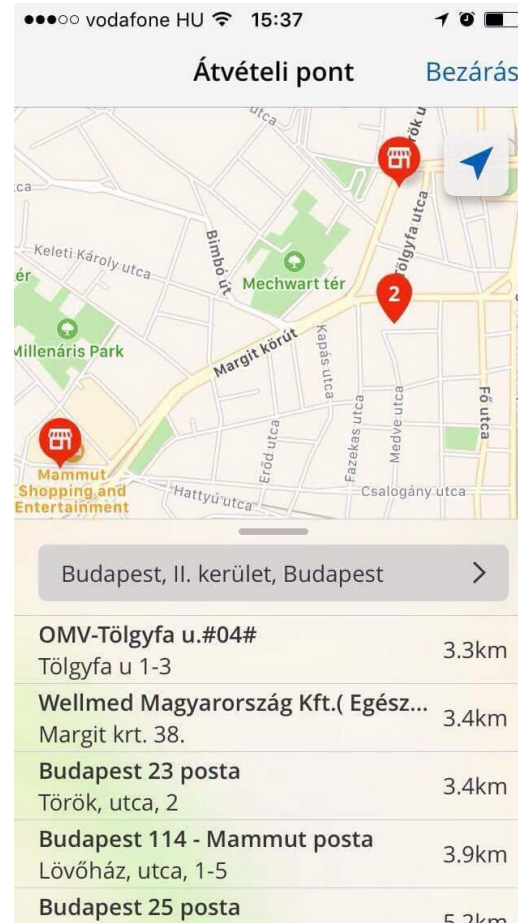 vodafone HU 15:37
Átvételi pont Bezárás
utca
Keleti Károly utca
Bimbó út
Mechwart tér
Tölgyfa utca
2
Millenáris Park
Margit körút
Kapás utca
Fő utca
Medve utca
Fazekas utca
Erőd utca
Mammut
Shopping and
Entertainment
Hattyú utca
Csalogány utca
Budapest, II. kerület, Budapest
OMV-Tölgyfa u.#04#
Tölgyfa u 1-3
3.3km
Wellmed Magyarország Kft.( Egész...
Margit krt. 38.
3.4km
Budapest 23 posta
Török, utca, 2
3.4km
Budapest 114 - Mammut posta
Lövőház, utca, 1-5
3.9km
Budapest 25 posta
5.2km